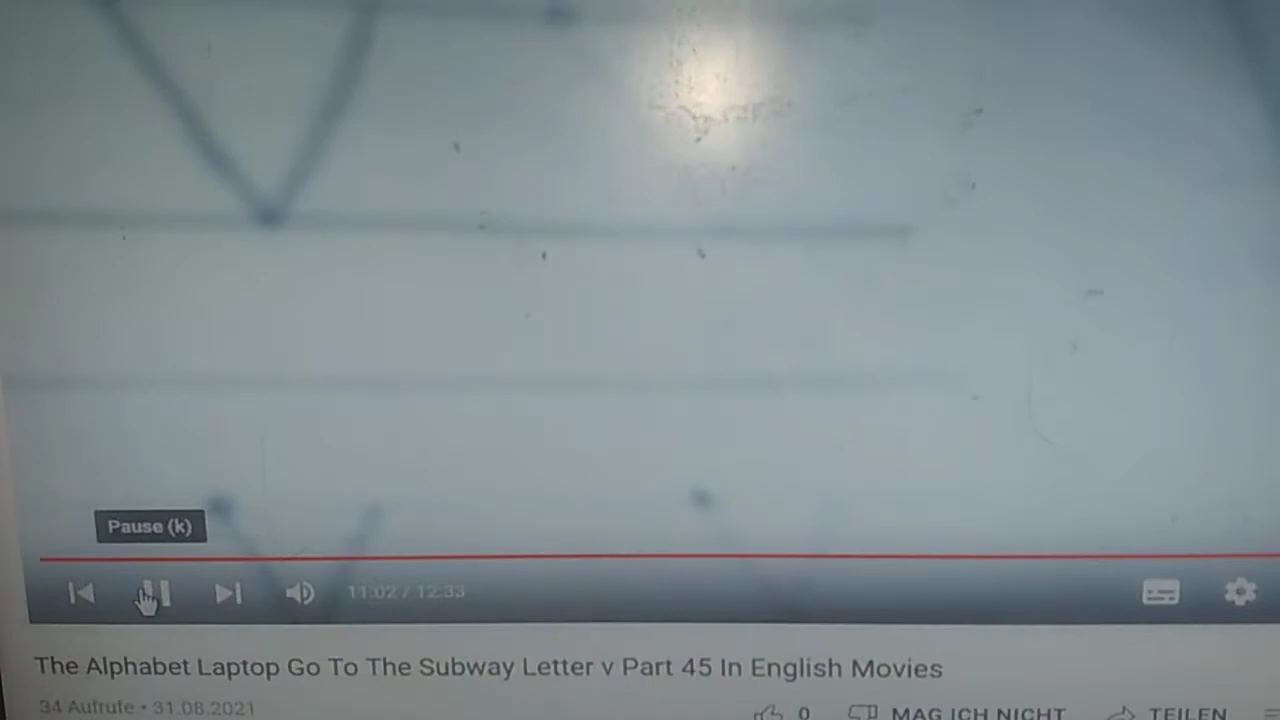 Pause (k)
11:02 / 12:33
The Alphabet Laptop Go To The Subway Letter v Part 45 In English Movies
34 Aufrufe • 31.08.2021
0 MAG ICH NICHT TEILEN